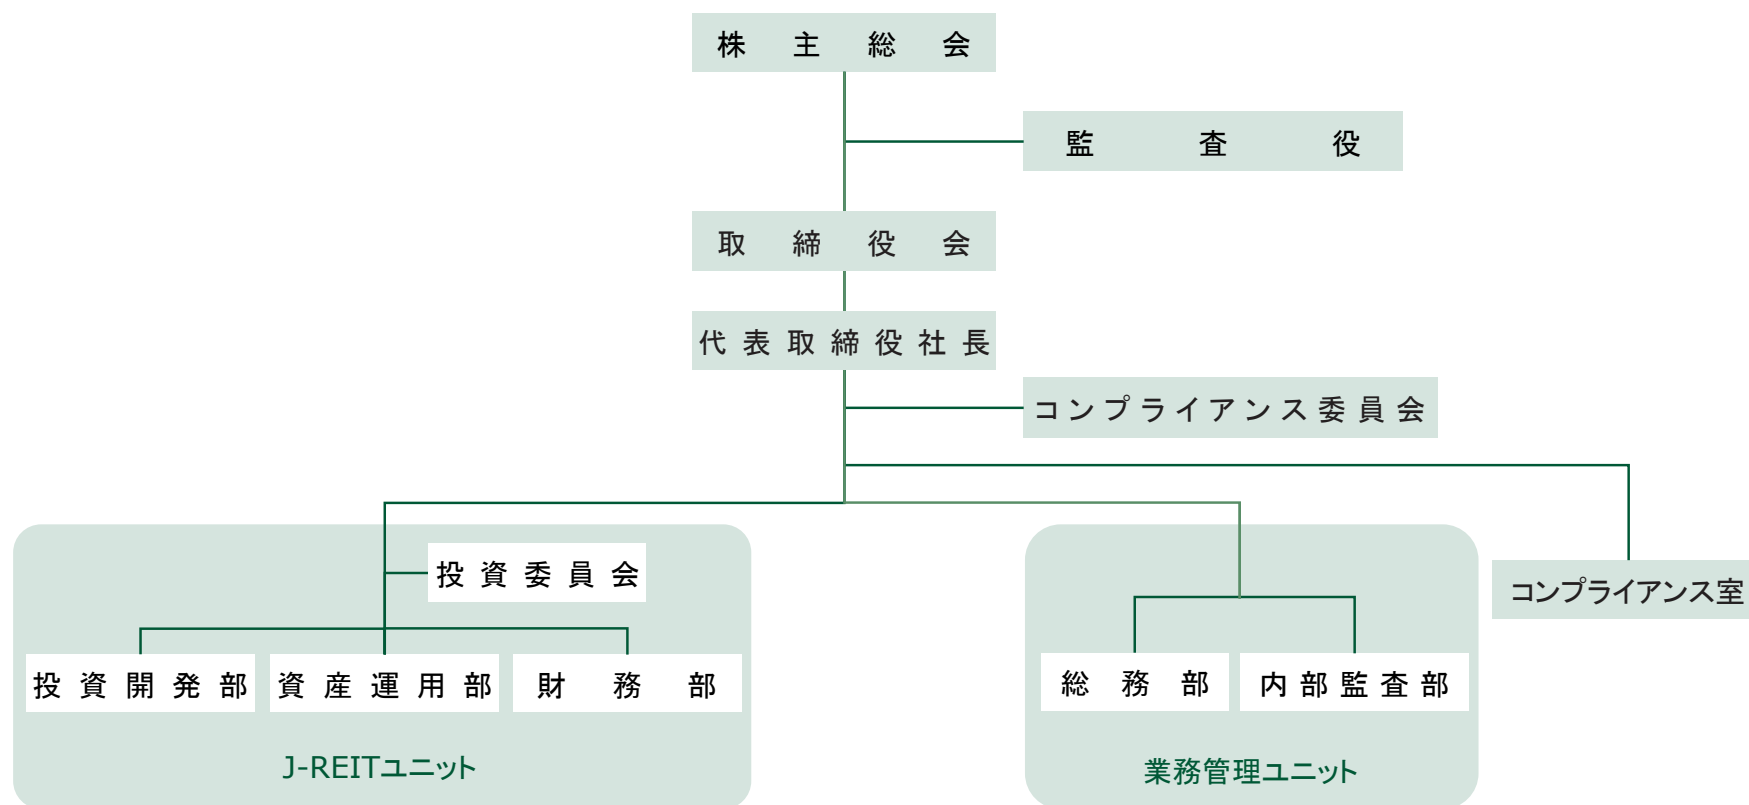 株主総会
監査役
取締役会
代表取締役社長
コンプライアンス委員会
投資委員会
コンプライアンス室
投資開発部
資産運用部
財務部
総務部
内部監査部
J-REITユニット
業務管理ユニット